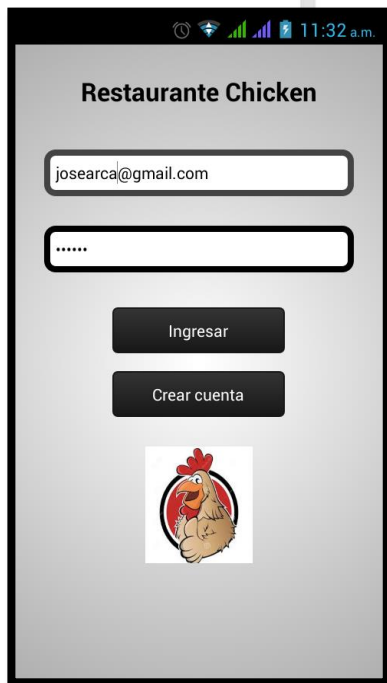 11:32 a.m.
Restaurante Chicken
josearca@gmail.com
••••••
Ingresar
Crear cuenta